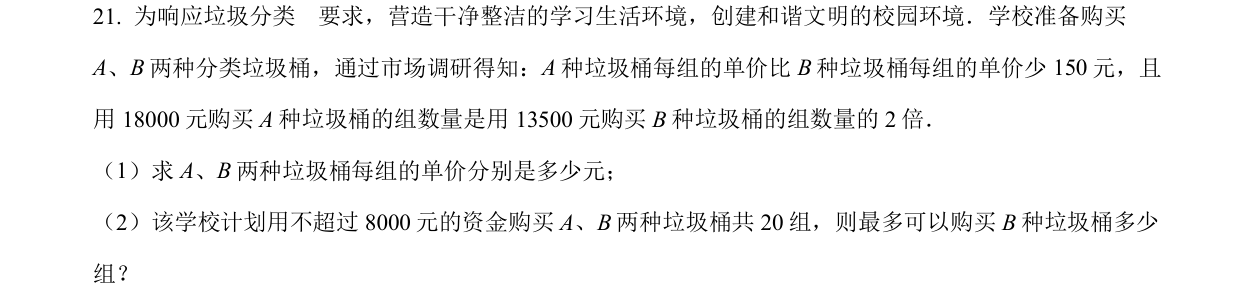 21. 为响应垃圾分类　要求，营造干净整洁的学习生活环境，创建和谐文明的校园环境．学校准备购买
A、B 两种分类垃圾桶，通过市场调研得知：A 种垃圾桶每组的单价比 B 种垃圾桶每组的单价少 150 元，且
用 18000 元购买 A 种垃圾桶的组数量是用 13500 元购买 B 种垃圾桶的组数量的 2 倍．
（1）求 A、B 两种垃圾桶每组的单价分别是多少元；
（2）该学校计划用不超过 8000 元的资金购买 A、B 两种垃圾桶共 20 组，则最多可以购买 B 种垃圾桶多少
组？